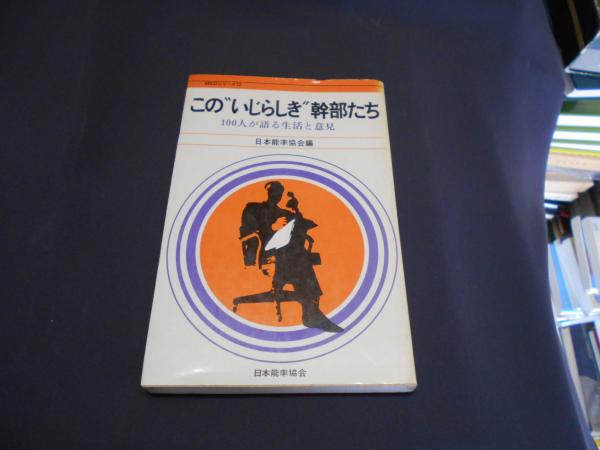 この"いじらしき"幹部たち
100人が語る生活と意見
日本能率協会編
日本能率協会